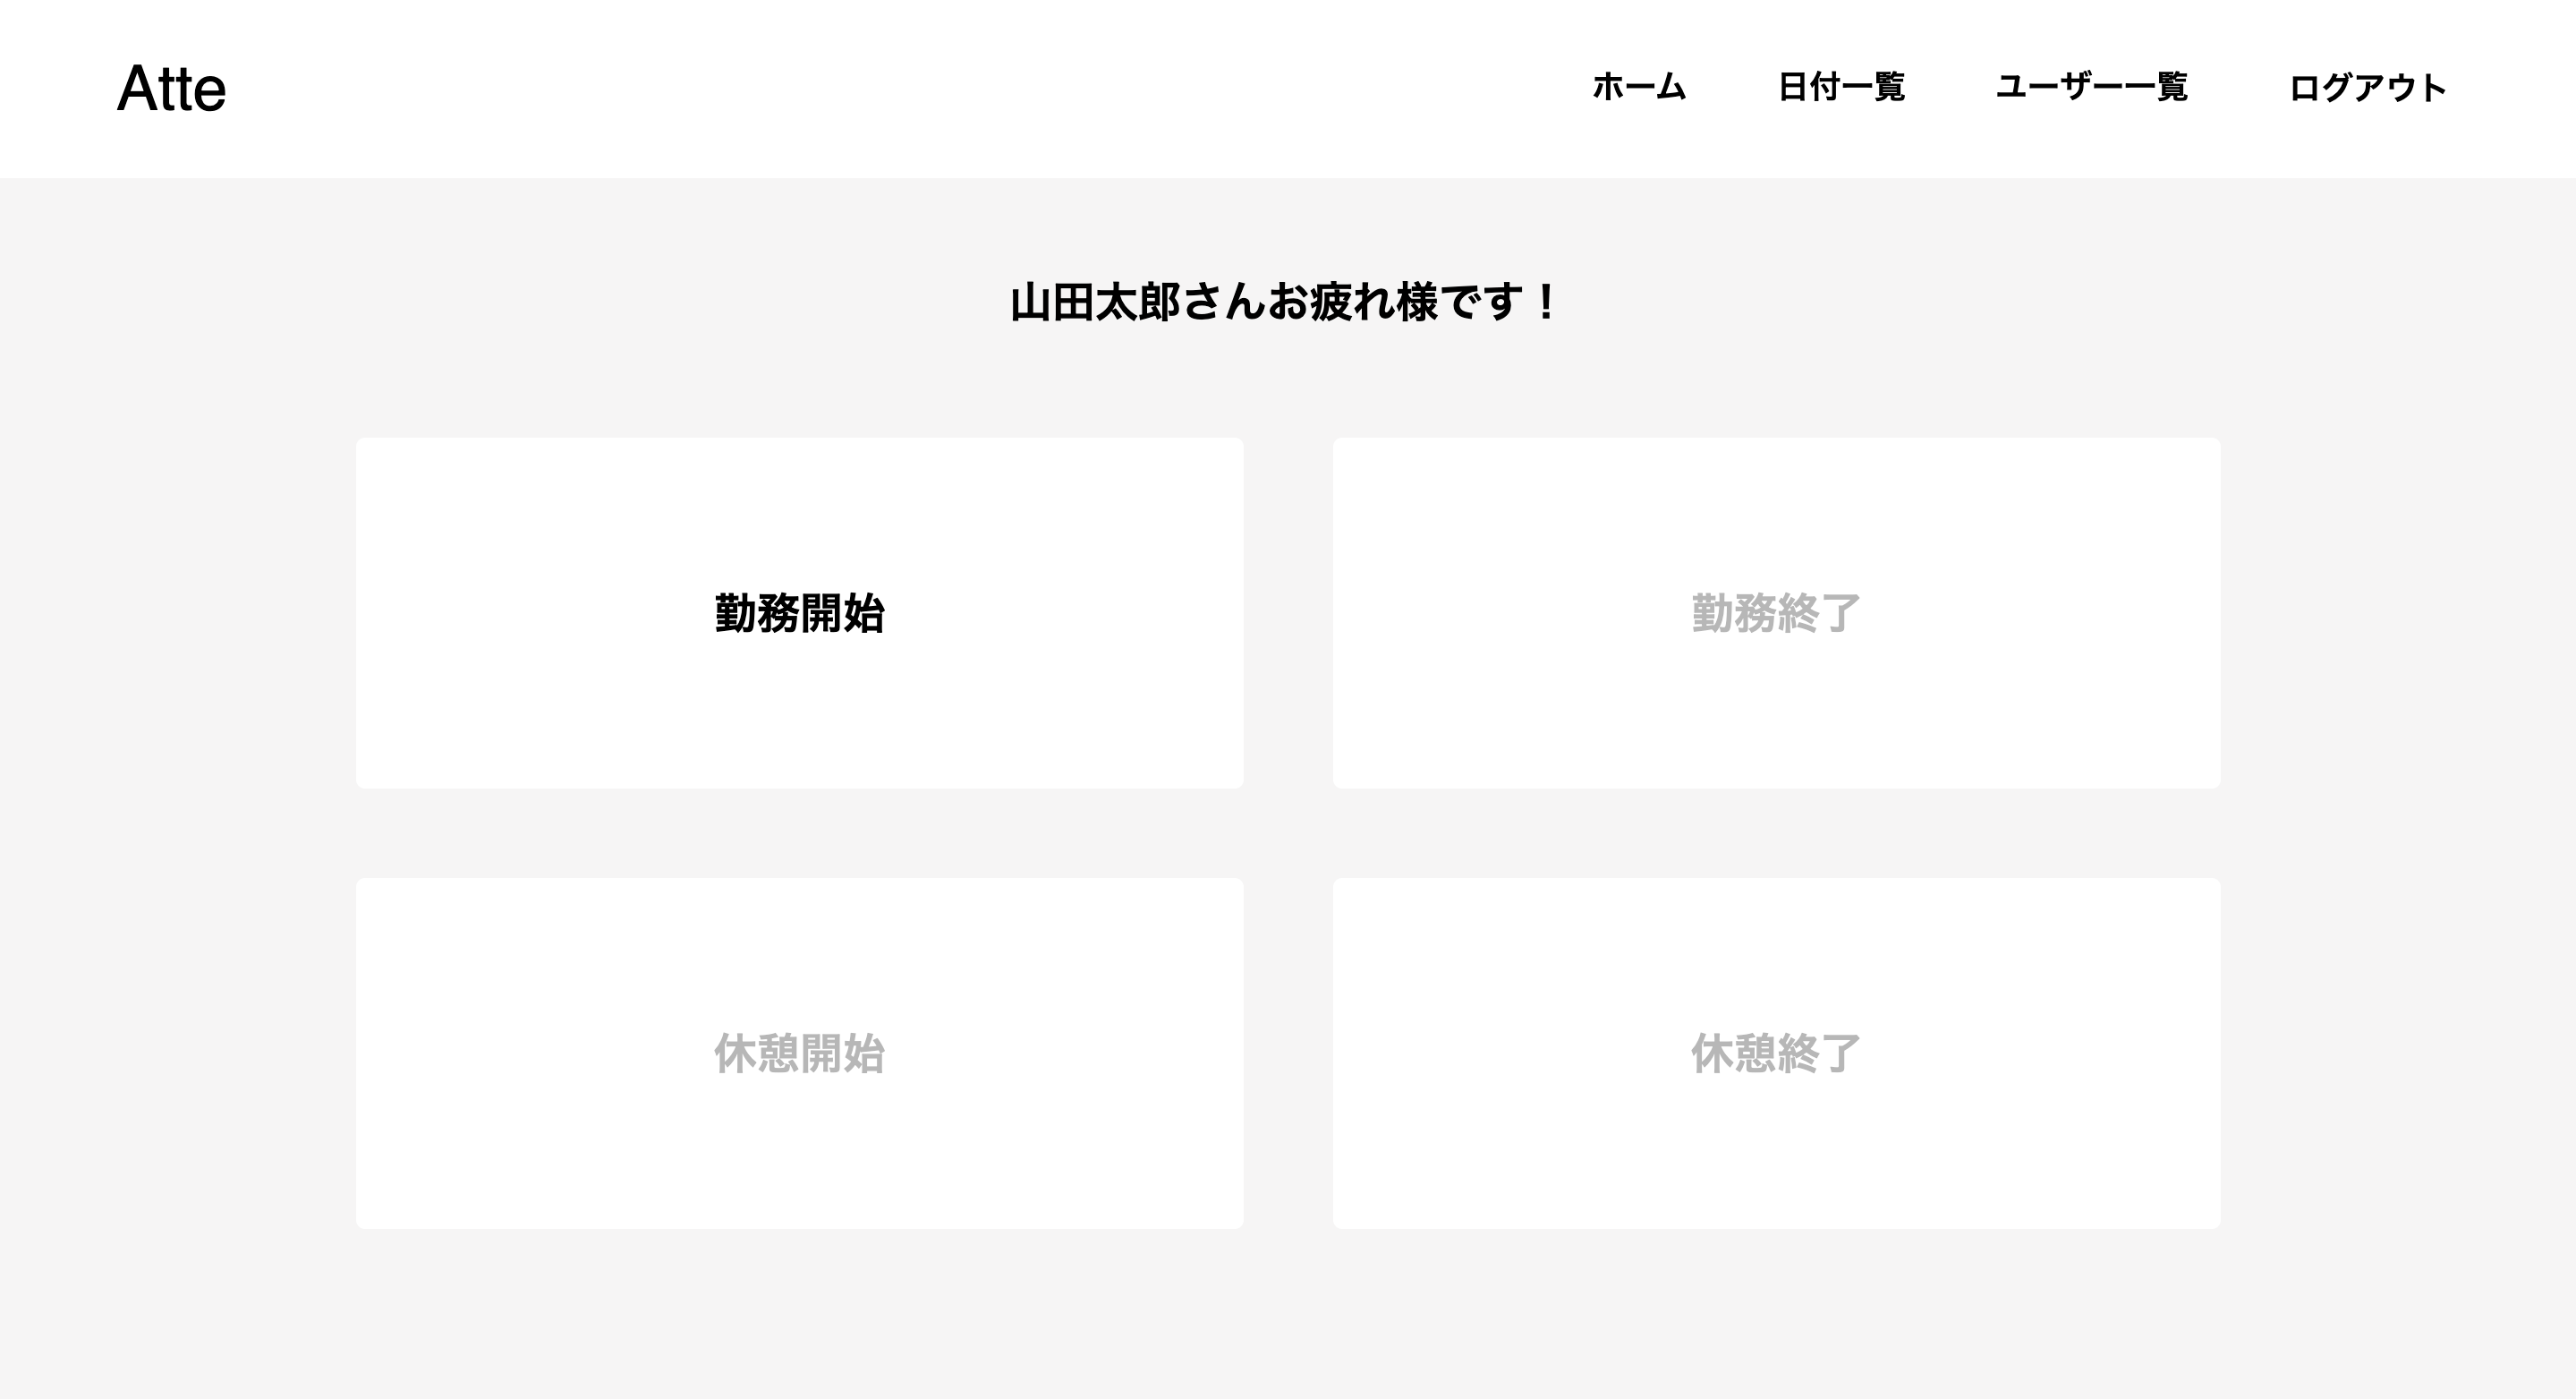 Atte
ホーム 日付一覧 ユーザー一覧 ログアウト
山田太郎さんお疲れ様です！
勤務開始 勤務終了
休憩開始 休憩終了